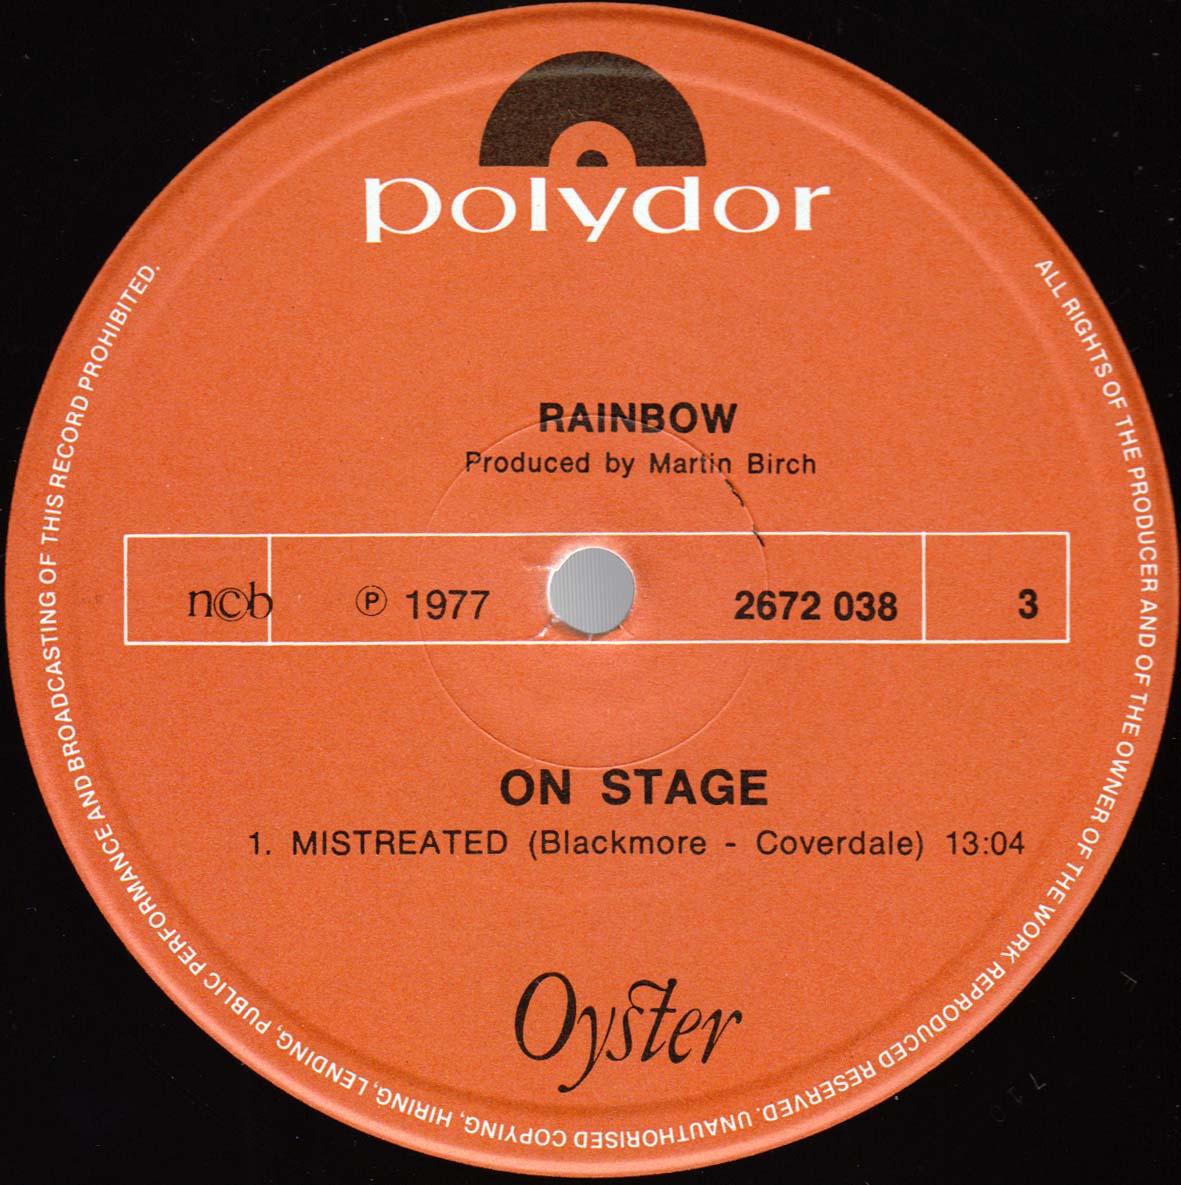 polydor
RAINBOW
Produced by Martin Birch
n©b ℗ 1977 2672 038 3
ON STAGE
1. MISTREATED (Blackmore - Coverdale) 13:04
Oyster
ALL RIGHTS OF THE PRODUCER AND OF THE OWNER OF THE WORK REPRODUCED RESERVED. UNAUTHORISED COPYING, HIRING, LENDING, PUBLIC PERFORMANCE AND BROADCASTING OF THIS RECORD PROHIBITED.